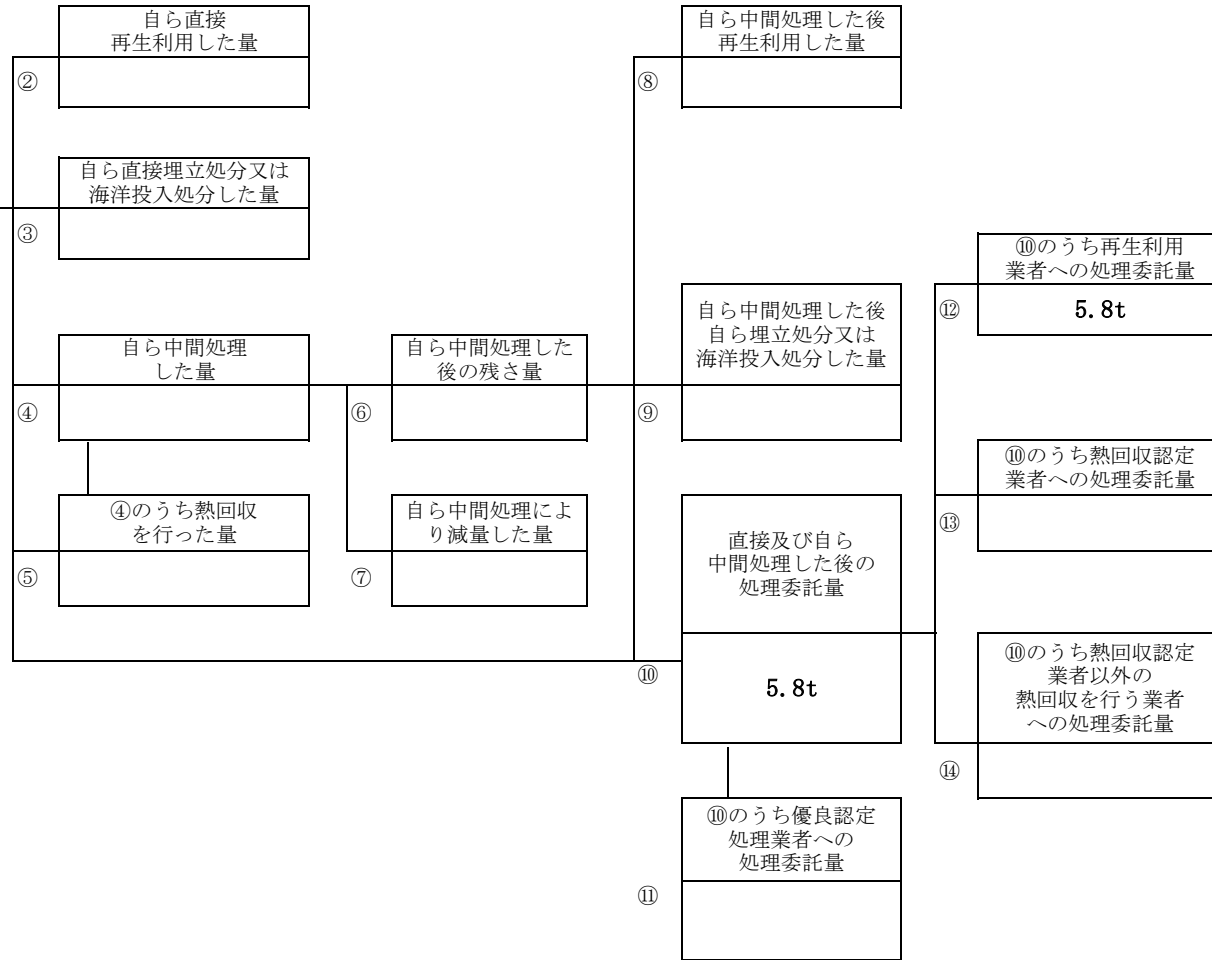 自ら直接
再生利用した量
②
自ら中間処理した後
再生利用した量
⑧
自ら直接埋立処分又は
海洋投入処分した量
③
⑩のうち再生利用
業者への処理委託量
⑫
5.8t
自ら中間処理
した量
④
自ら中間処理した
後の残さ量
⑥
自ら中間処理した後
自ら埋立処分又は
海洋投入処分した量
⑨
⑩のうち熱回収認定
業者への処理委託量
⑬
④のうち熱回収
を行った量
⑤
自ら中間処理によ
り減量した量
⑦
直接及び自ら
中間処理した後の
処理委託量
⑩
5.8t
⑩のうち熱回収認定
業者以外の
熱回収を行う業者
への処理委託量
⑭
⑩のうち優良認定
処理業者への
処理委託量
⑪